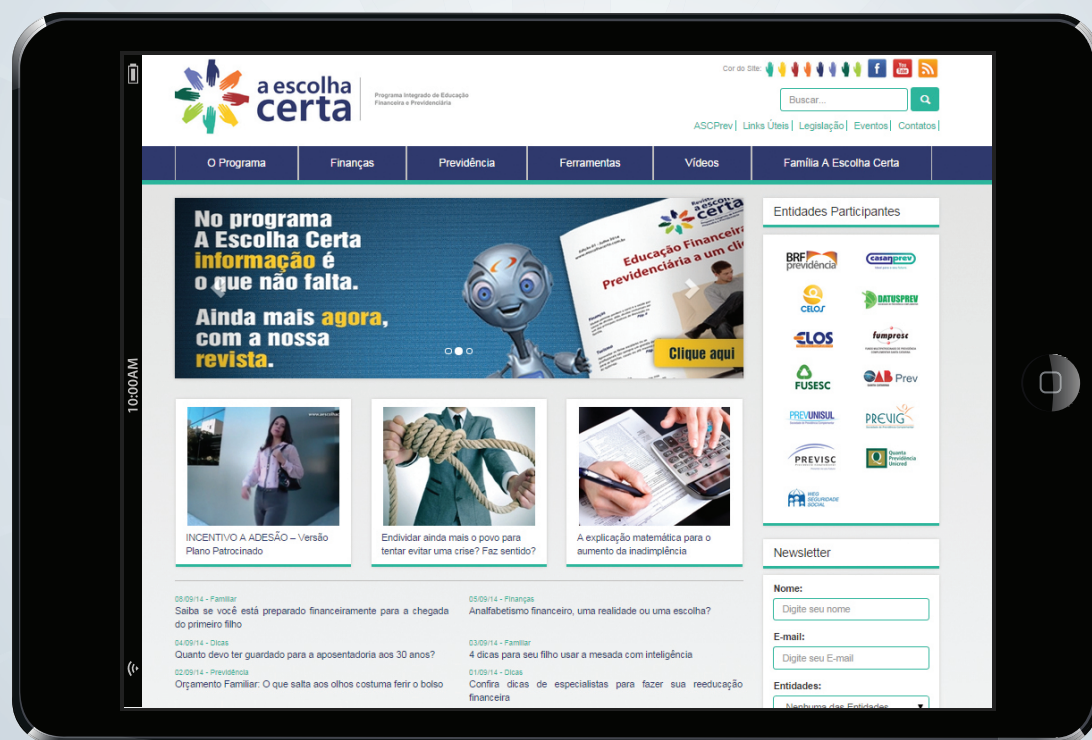 10:00AM
a escolha
certa
Programa Integrado de Educação
Financeira e Previdenciária
Cor do Site:
f
You
Tube
Buscar...
ASCPrev| Links Úteis| Legislação| Eventos| Contatos|
O Programa
Finanças
Previdência
Ferramentas
Vídeos
Família A Escolha Certa
No programa
A Escolha Certa
informação é
o que não falta.
Ainda mais agora,
com a nossa
revista.
Revista
a escolha
certa
Educação Financeira
Previdenciária a um cli
Clique aqui
Entidades Participantes
BRF
previdência
casanprev
CELOS
DATUSPREV
ELOS
fumpresc
FUSESC
OAB Prev
PREVUNISUL
PREVIG
PREVISC
Quanta
Previdência
Unicred
WEG
SEGURIDADE
SOCIAL
INCENTIVO A ADESÃO – Versão
Plano Patrocinado
Endividar ainda mais o povo para
tentar evitar uma crise? Faz sentido?
A explicação matemática para o
aumento da inadimplência
08/09/14 - Familiar
Saiba se você está preparado financeiramente para a chegada
do primeiro filho
05/09/14 - Finanças
Analfabetismo financeiro, uma realidade ou uma escolha?
04/09/14 - Dicas
Quanto devo ter guardado para a aposentadoria aos 30 anos?
03/09/14 - Familiar
4 dicas para seu filho usar a mesada com inteligência
02/09/14 - Previdência
Orçamento Familiar: O que salta aos olhos costuma ferir o bolso
01/09/14 - Dicas
Confira dicas de especialistas para fazer sua reeducação
financeira
Newsletter
Nome:
Digite seu nome
E-mail:
Digite seu E-mail
Entidades:
Nenhuma das Entidades